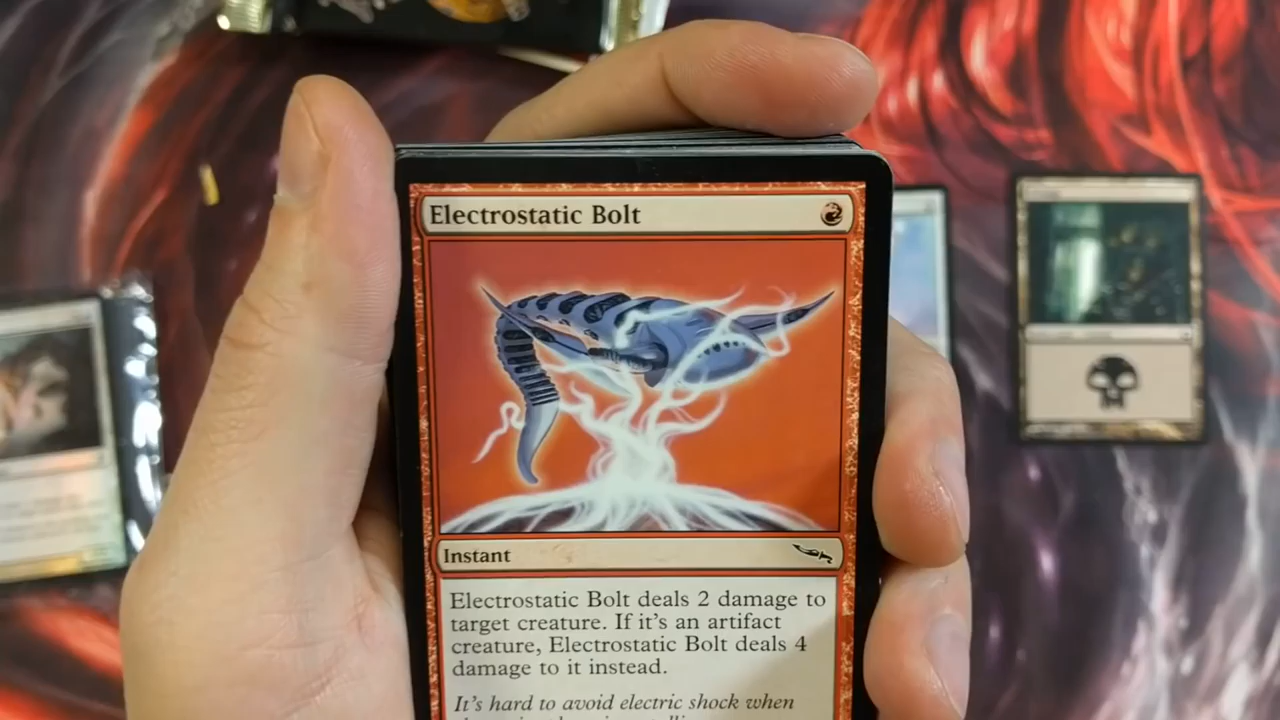 Electrostatic Bolt
Instant
Electrostatic Bolt deals 2 damage to
target creature. If it's an artifact
creature, Electrostatic Bolt deals 4
damage to it instead.
It's hard to avoid electric shock when